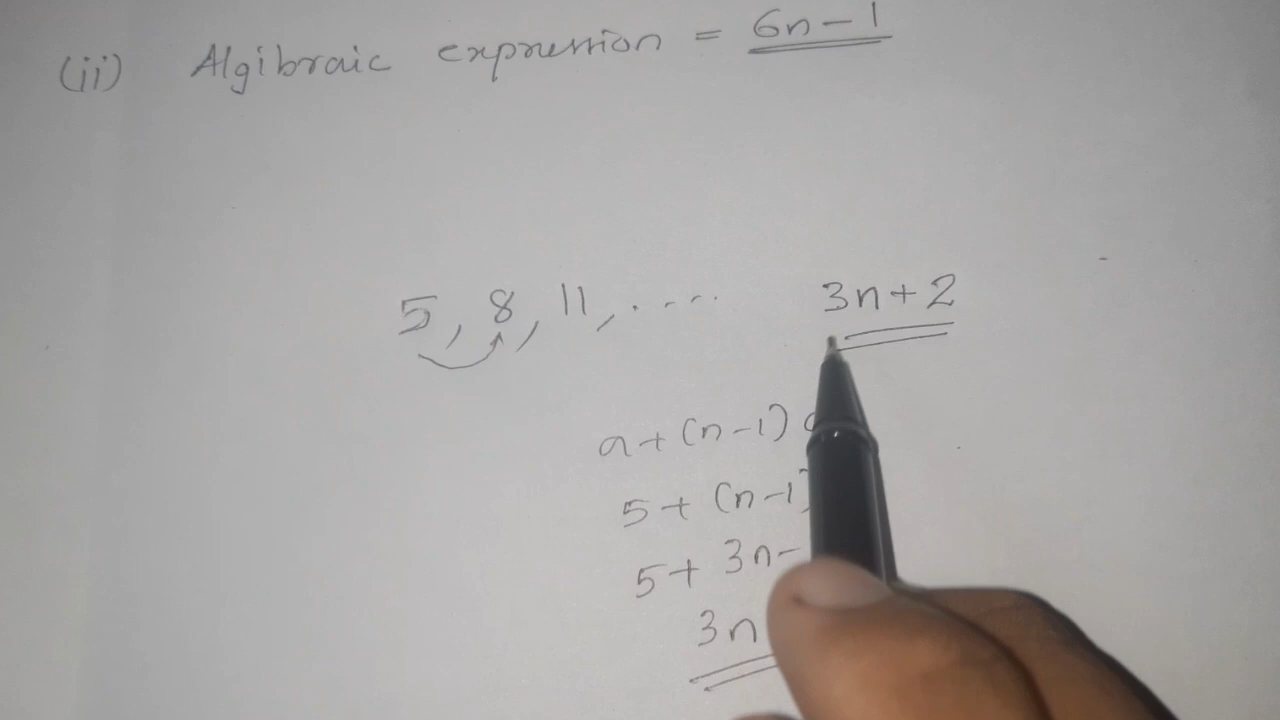 (ii) Algibraic expression = 6n-1
5, 8, 11, .... 3n+2
a+(n-1)
5+(n-1)
5+3n-
3n